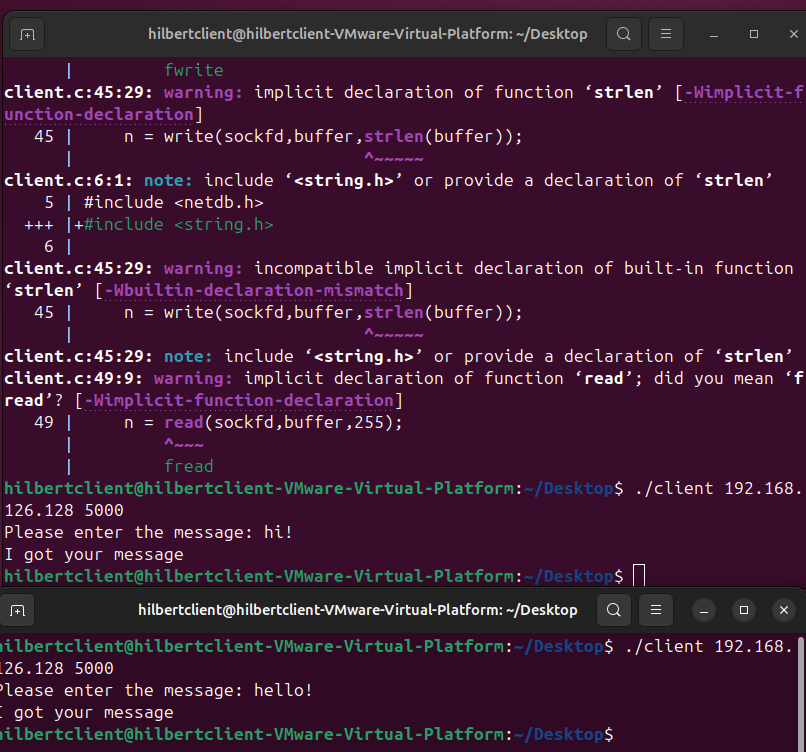 hilbertclient@hilbertclient-VMware-Virtual-Platform: ~/Desktop
| fwrite
client.c:45:29: warning: implicit declaration of function ‘strlen’ [-Wimplicit-f
unction-declaration]
45 | n = write(sockfd,buffer,strlen(buffer));
| ^~~~~~
client.c:6:1: note: include ‘<string.h>’ or provide a declaration of ‘strlen’
5 | #include <netdb.h>
+++ |+#include <string.h>
6 |
client.c:45:29: warning: incompatible implicit declaration of built-in function
‘strlen’ [-Wbuiltin-declaration-mismatch]
45 | n = write(sockfd,buffer,strlen(buffer));
| ^~~~~~
client.c:45:29: note: include ‘<string.h>’ or provide a declaration of ‘strlen’
client.c:49:9: warning: implicit declaration of function ‘read’; did you mean ‘f
read’? [-Wimplicit-function-declaration]
49 | n = read(sockfd,buffer,255);
| ^~~~
| fread
hilbertclient@hilbertclient-VMware-Virtual-Platform:~/Desktop$ ./client 192.168.
126.128 5000
Please enter the message: hi!
I got your message
hilbertclient@hilbertclient-VMware-Virtual-Platform:~/Desktop$
hilbertclient@hilbertclient-VMware-Virtual-Platform: ~/Desktop
hilbertclient@hilbertclient-VMware-Virtual-Platform:~/Desktop$ ./client 192.168.
126.128 5000
Please enter the message: hello!
I got your message
hilbertclient@hilbertclient-VMware-Virtual-Platform:~/Desktop$